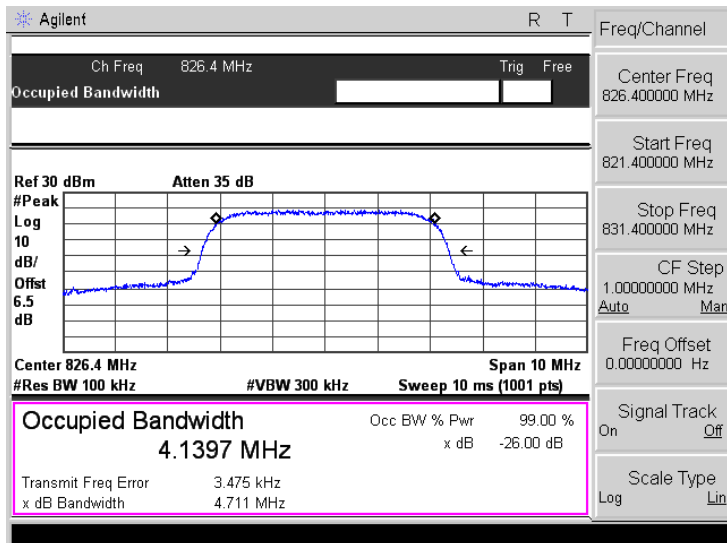 Agilent R T
Ch Freq 826.4 MHz Trig Free
Occupied Bandwidth
Ref 30 dBm Atten 35 dB
#Peak
Log
10
dB/
Offst
6.5
dB
Center 826.4 MHz Span 10 MHz
#Res BW 100 kHz #VBW 300 kHz Sweep 10 ms (1001 pts)
Occupied Bandwidth
4.1397 MHz
Occ BW % Pwr 99.00 %
x dB -26.00 dB
Transmit Freq Error 3.475 kHz
x dB Bandwidth 4.711 MHz
Freq/Channel
Center Freq
826.400000 MHz
Start Freq
821.400000 MHz
Stop Freq
831.400000 MHz
CF Step
1.00000000 MHz
Auto Man
Freq Offset
0.00000000 Hz
Signal Track
On Off
Scale Type
Log Lin